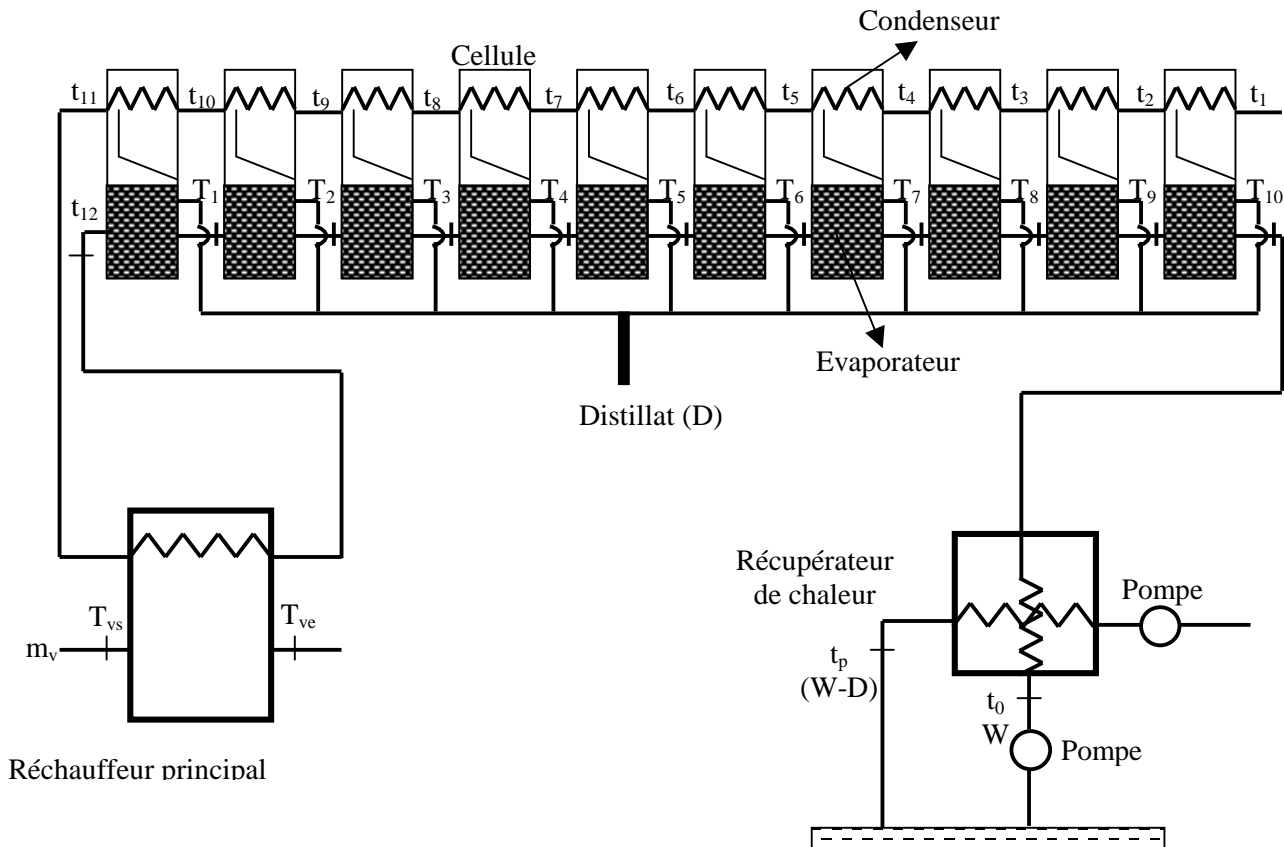 Condenseur
Cellule
t11 t10 t9 t8 t7 t6 t5 t4 t3 t2 t1
T1 T2 T3 T4 T5 T6 T7 T8 T9 T10
t12
Evaporateur
Distillat (D)
Récupérateur
de chaleur
Pompe
Tvs
Tve
mv
tp
(W-D)
t0
W
Pompe
Réchauffeur principal